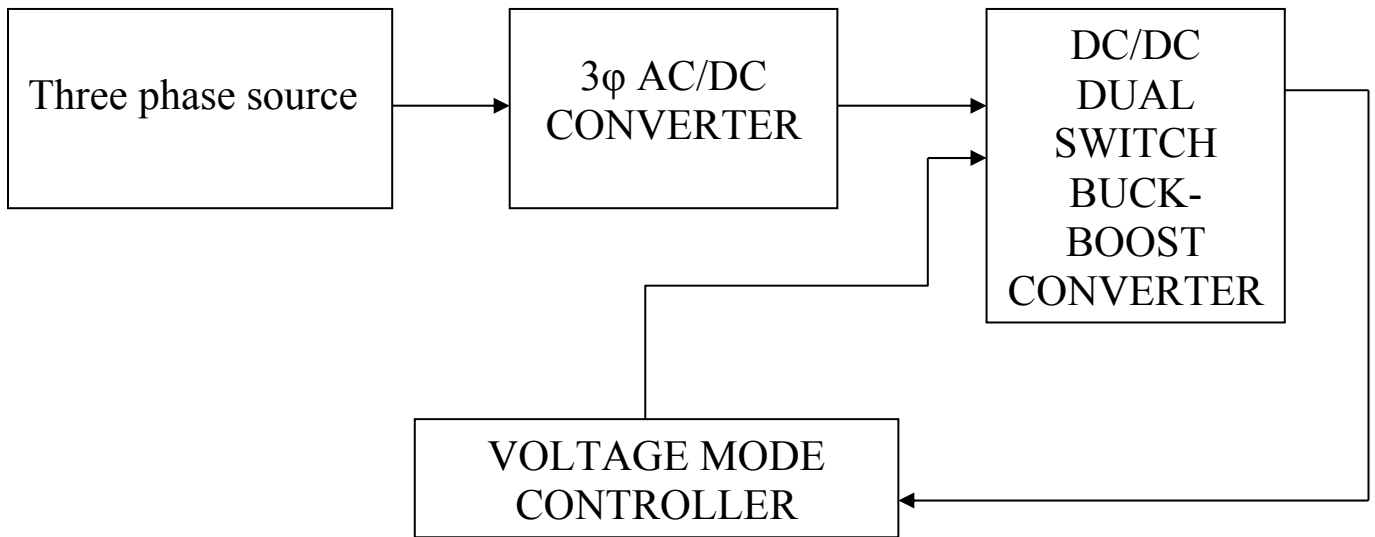 Three phase source
3φ AC/DC
CONVERTER
DC/DC
DUAL
SWITCH
BUCK-
BOOST
CONVERTER
VOLTAGE MODE
CONTROLLER